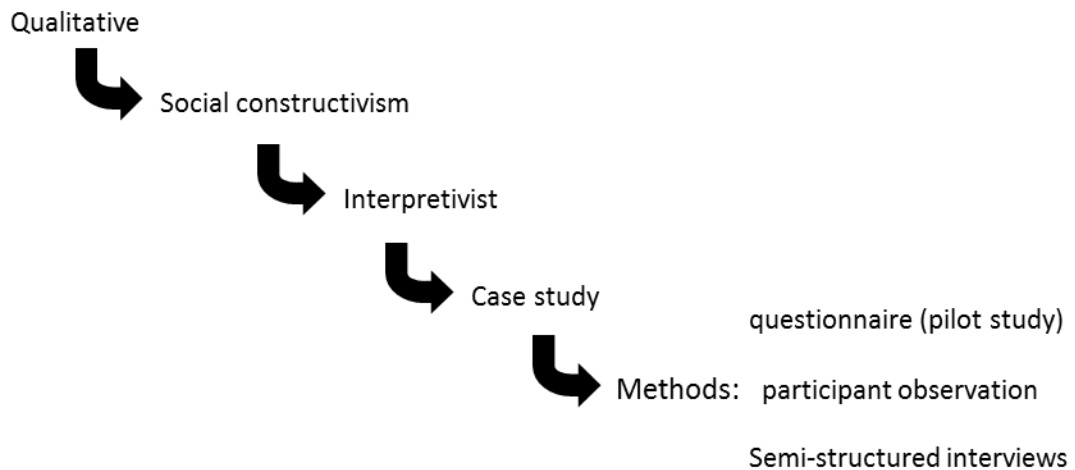 Qualitative
Social constructivism
Interpretivist
Case study
questionnaire (pilot study)
Methods: participant observation
Semi-structured interviews